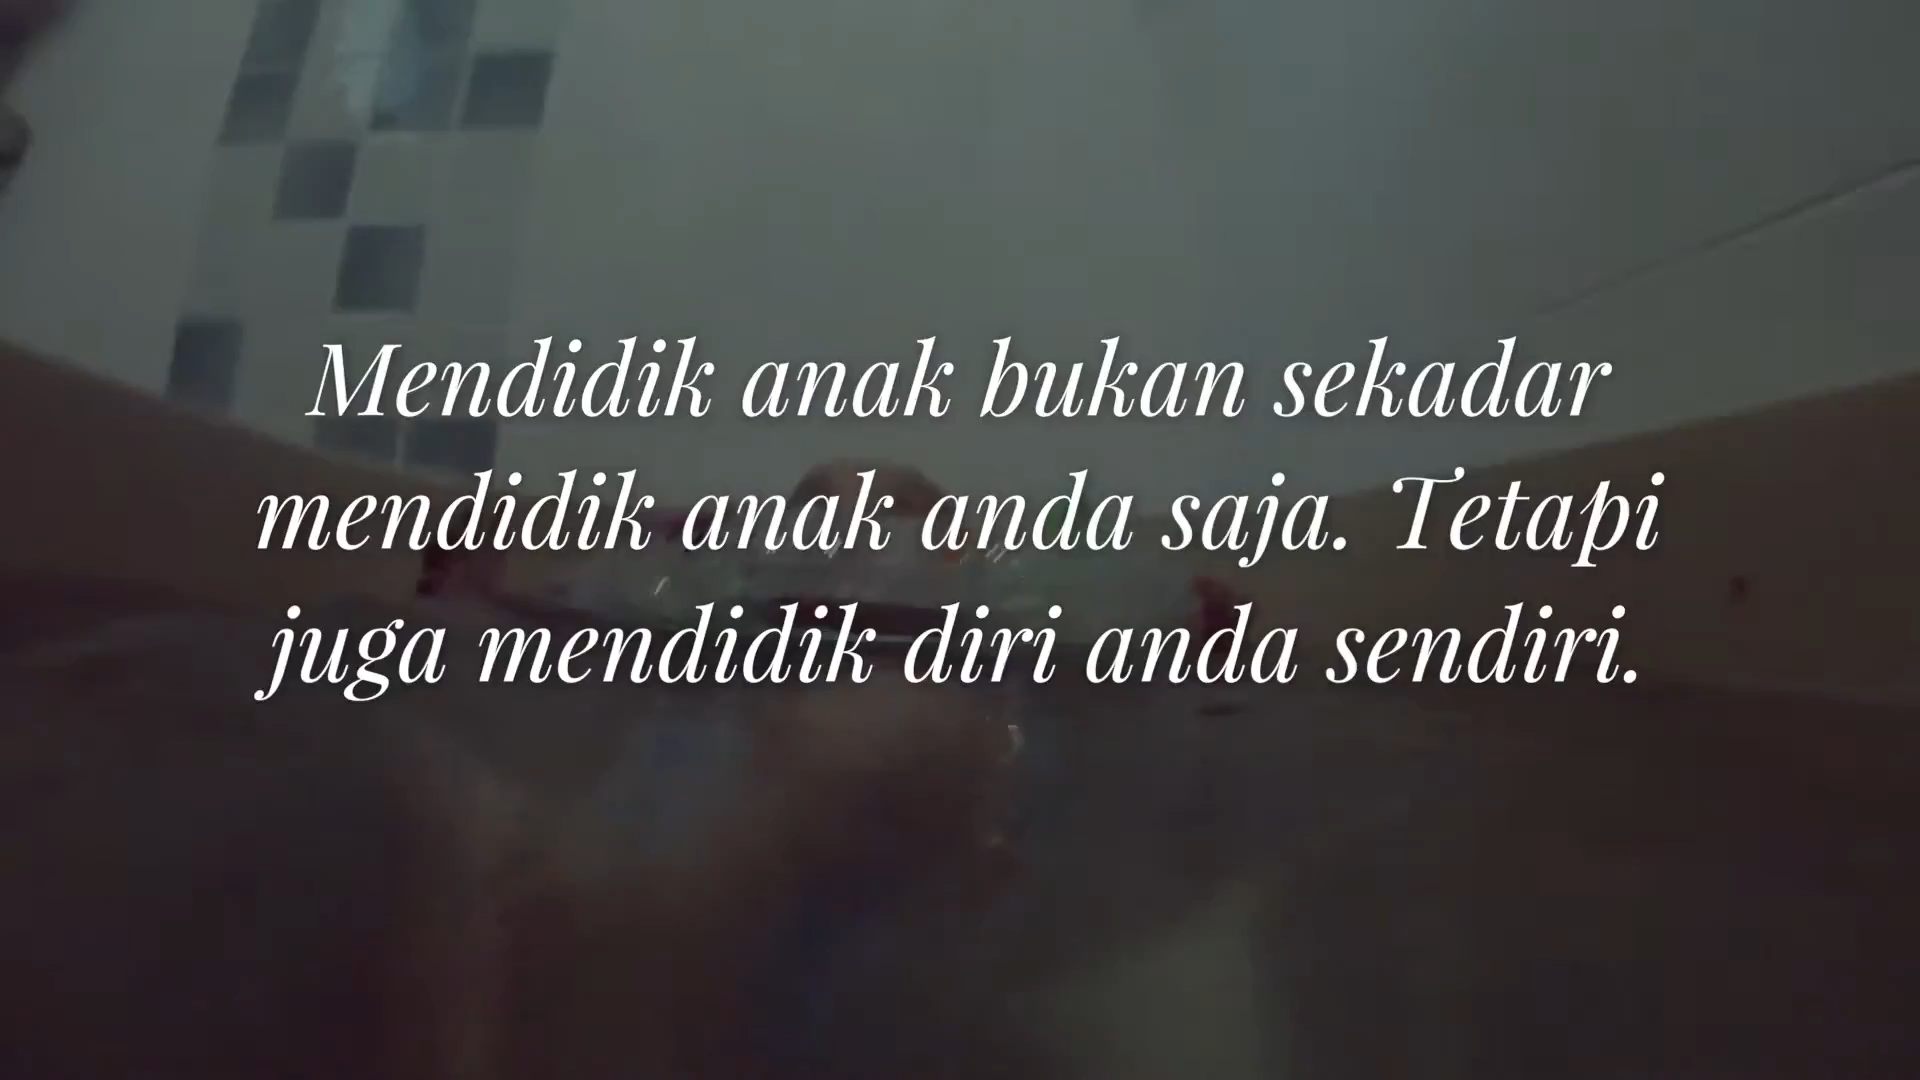 Mendidik anak bukan sekadar
mendidik anak anda saja. Tetapi
juga mendidik diri anda sendiri.